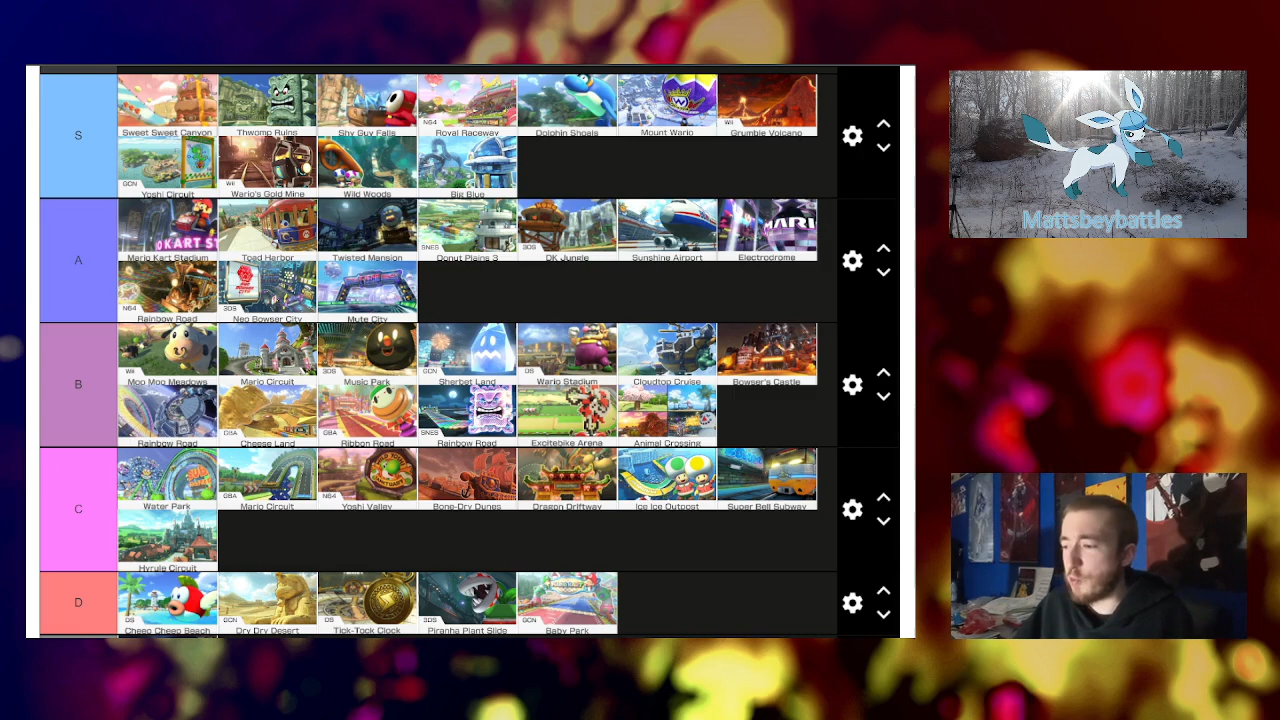 S
Sweet Sweet Canyon
Thwomp Ruins
Shy Guy Falls
N64
Royal Raceway
Dolphin Shoals
Mount Wario
Wii
Grumble Volcano
GCN
Yoshi Circuit
Wii
Wario's Gold Mine
Wild Woods
Big Blue
A
OKART ST
Mario Kart Stadium
Toad Harbor
Twisted Mansion
SNES
Donut Plains 3
3DS
DK Jungle
Sunshine Airport
MARI
Electrodrome
N64
Rainbow Road
3DS
Neo Bowser City
Mute City
B
Wii
Moo Moo Meadows
Mario Circuit
3DS
Music Park
GCN
Sherbet Land
DS
Wario Stadium
Cloudtop Cruise
Bowser's Castle
Rainbow Road
GBA
Cheese Land
GBA
Ribbon Road
SNES
Rainbow Road
Excitebike Arena
Animal Crossing
C
Water Park
GBA
Mario Circuit
N64
Yoshi Valley
Bone-Dry Dunes
Dragon Driftway
Ice Ice Outpost
Super Bell Subway
Hyrule Circuit
D
DS
Cheep Cheep Beach
GCN
Dry Dry Desert
DS
Tick-Tock Clock
3DS
Piranha Plant Slide
GCN
Baby Park
Mattsbeybattles